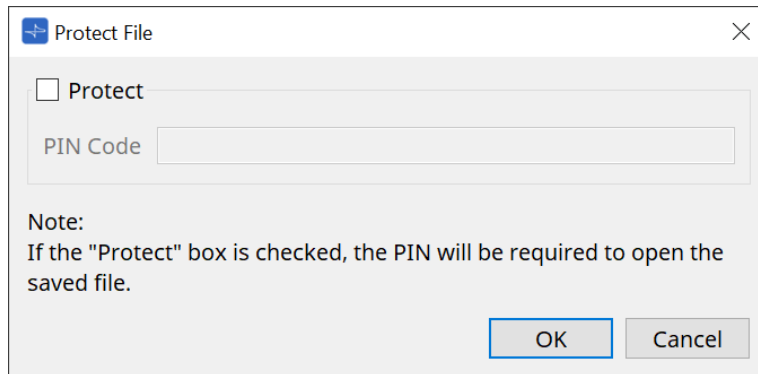 Protect File
Protect
PIN Code
Note:
If the "Protect" box is checked, the PIN will be required to open the
saved file.
OK
Cancel